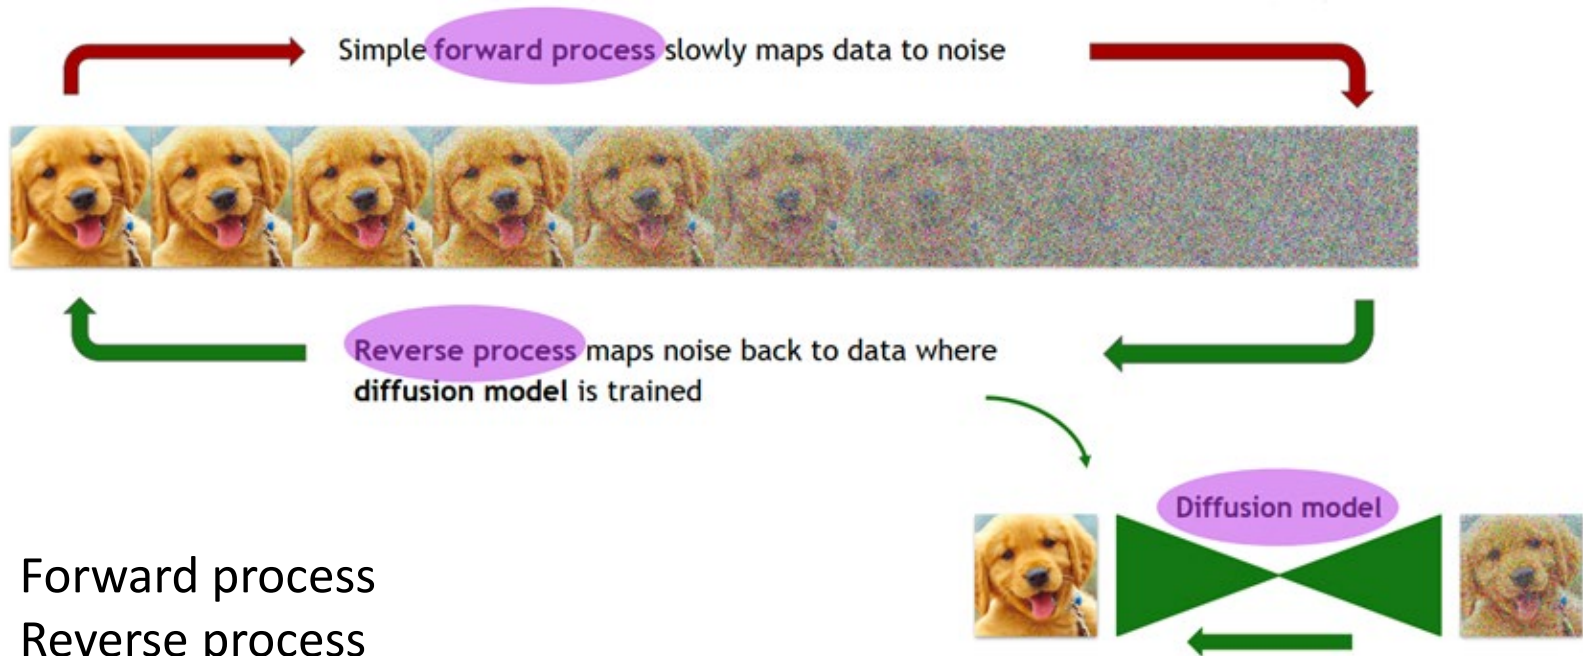 Simple forward process slowly maps data to noise
Reverse process maps noise back to data where
diffusion model is trained
Diffusion model
Forward process
Reverse process